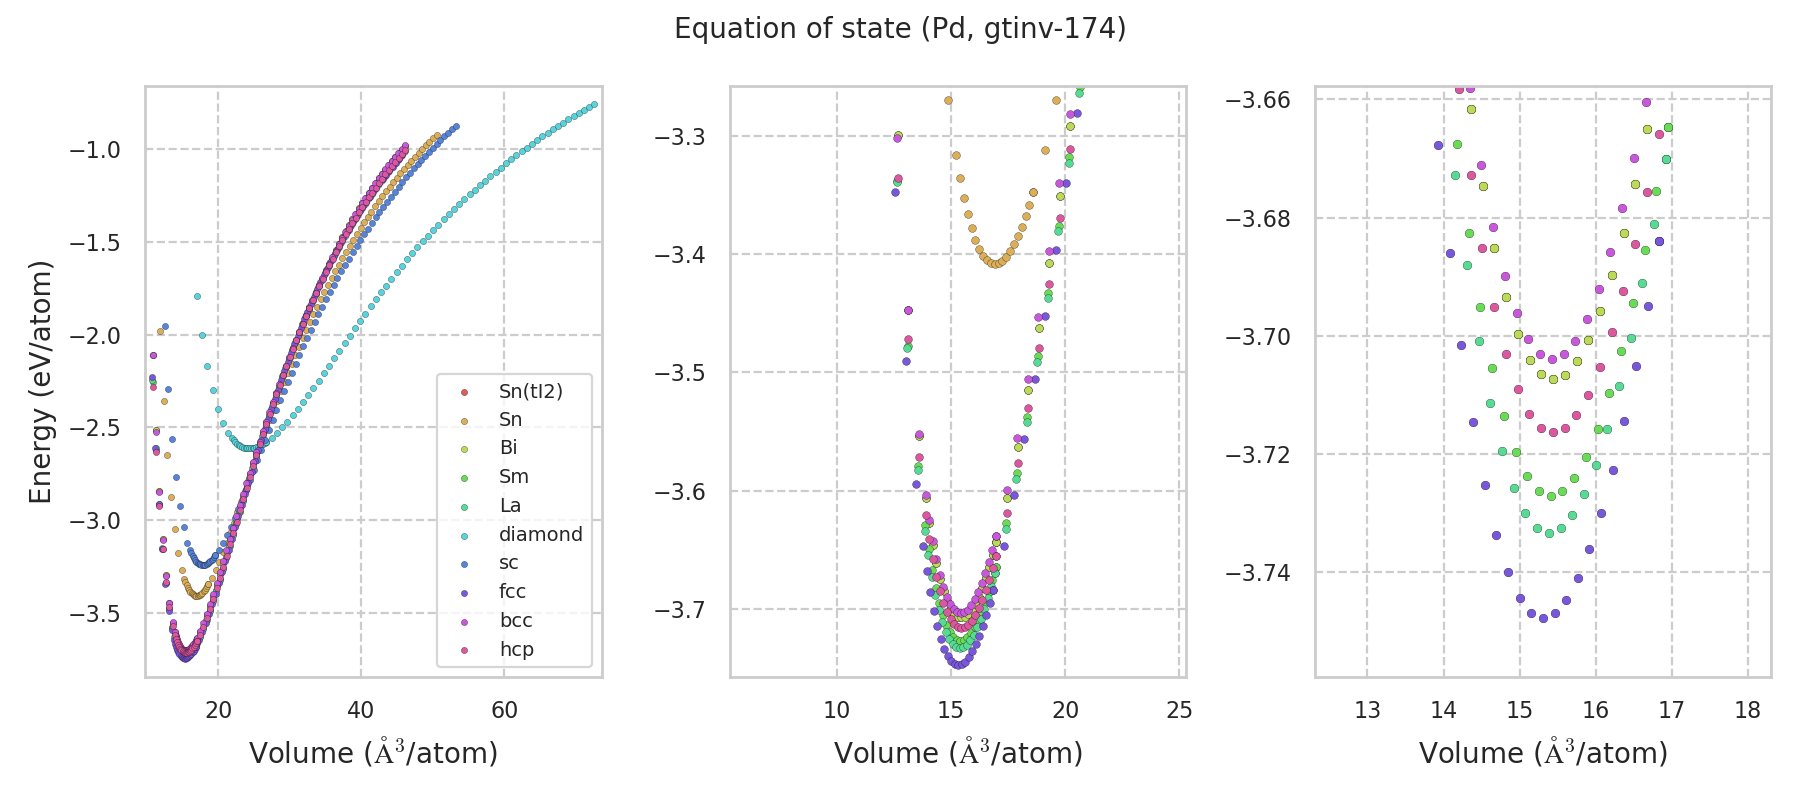 Equation of state (Pd, gtinv-174)
Energy (eV/atom)
−1.0
−1.5
−2.0
−2.5
−3.0
−3.5
Sn(tI2)
Sn
Bi
Sm
La
diamond
sc
fcc
bcc
hcp
20 40 60
Volume (Å³/atom)
−3.3
−3.4
−3.5
−3.6
−3.7
10 15 20 25
Volume (Å³/atom)
−3.66
−3.68
−3.70
−3.72
−3.74
13 14 15 16 17 18
Volume (Å³/atom)